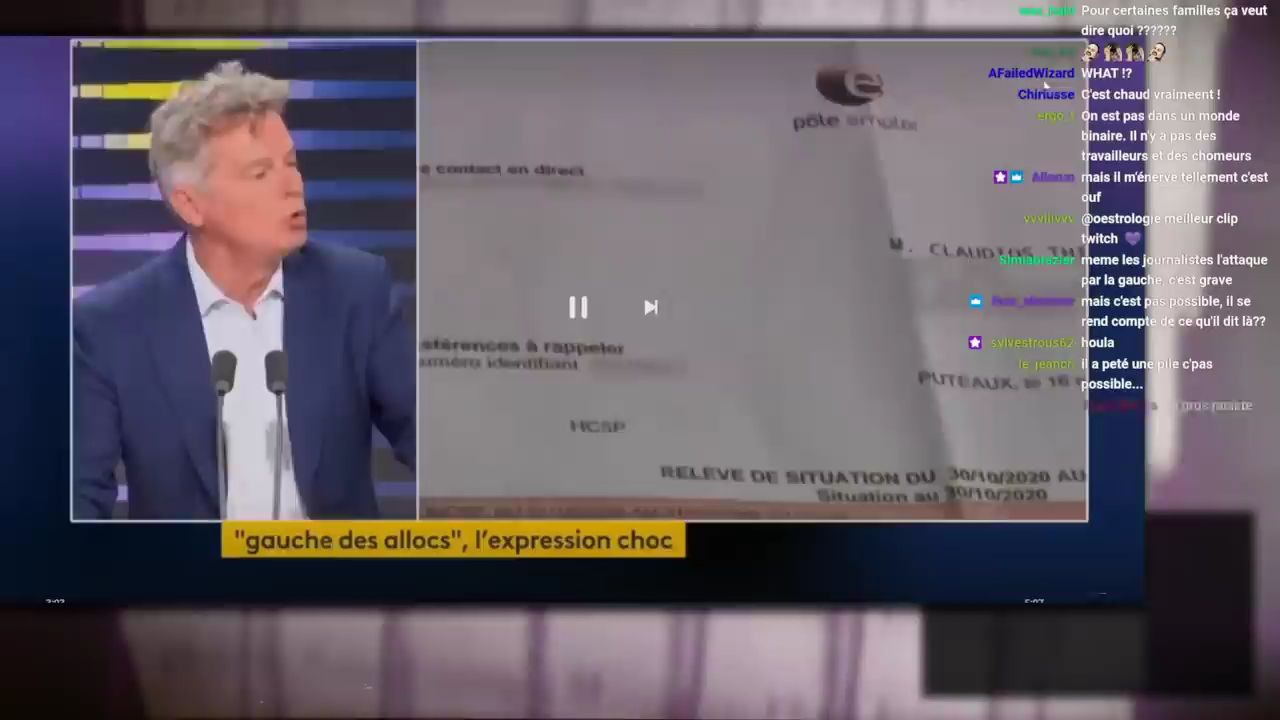 Pour certaines familles ça veut
dire quoi ??????
AFailedWizard WHAT !?
Chiriusse C'est chaud vraimeent !
On est pas dans un monde
binaire. Il n'y a pas des
travailleurs et des chomeurs
mais il m'énerve tellement c'est
ouf
@oestrologie meilleur clip
twitch
meme les journalistes l'attaque
par la gauche, c'est grave
mais c'est pas possible, il se
rend compte de ce qu'il dit là??
sylvestrous62 houla
il a peté une pile c'pas
possible...
e
pôle emploi
e contact en direct
M. CLAUDIOS
férences à rappeler
uméro identifiant
PUTEAUX, le 16
HCSP
RELEVE DE SITUATION DU 30/10/2020 AU
Situation au 30/10/2020
"gauche des allocs", l'expression choc